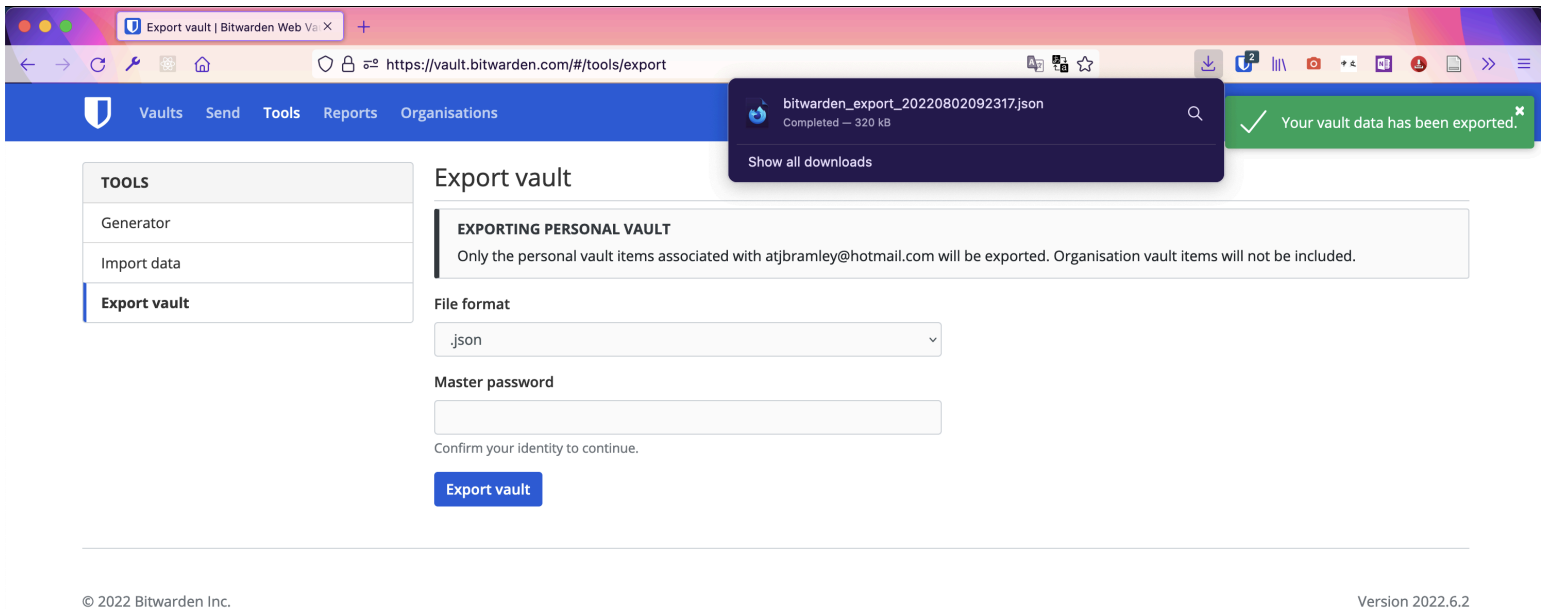 Export vault | Bitwarden Web Va
https://vault.bitwarden.com/#/tools/export
2
bitwarden_export_20220802092317.json
Completed — 320 kB
Show all downloads
Your vault data has been exported.
Vaults Send Tools Reports Organisations
TOOLS
Generator
Import data
Export vault
Export vault
EXPORTING PERSONAL VAULT
Only the personal vault items associated with atjbramley@hotmail.com will be exported. Organisation vault items will not be included.
File format
.json
Master password
Confirm your identity to continue.
Export vault
© 2022 Bitwarden Inc.
Version 2022.6.2